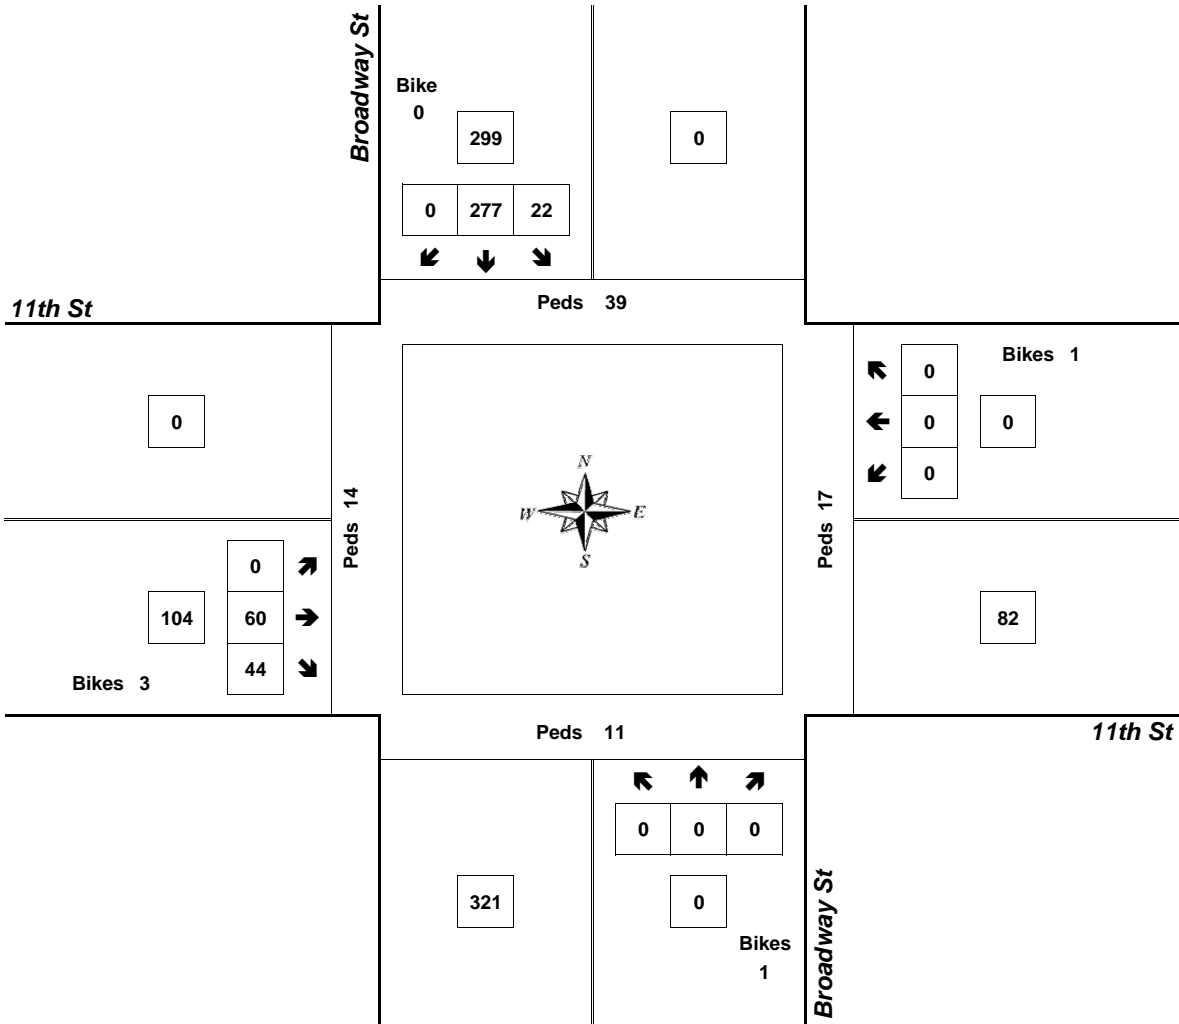 Broadway St
Bike
0
299
0
0 277 22
11th St
Peds 39
0
0
0
0
0
Bikes 1
N
W E
S
Peds 14
Peds 17
0
104
60
44
Bikes 3
82
Peds 11
11th St
0 0 0
321
0
Bikes
1
Broadway St